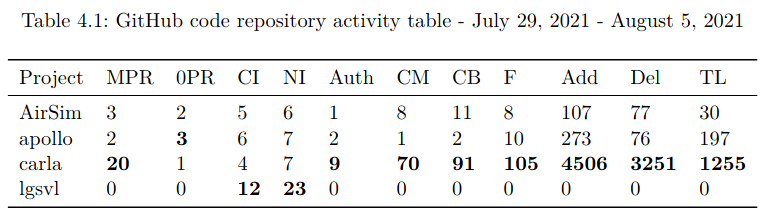 Table 4.1: GitHub code repository activity table - July 29, 2021 - August 5, 2021
Project MPR 0PR CI NI Auth CM CB F Add Del TL
AirSim 3 2 5 6 1 8 11 8 107 77 30
apollo 2 3 6 7 2 1 2 10 273 76 197
carla 20 1 4 7 9 70 91 105 4506 3251 1255
lgsvl 0 0 12 23 0 0 0 0 0 0 0